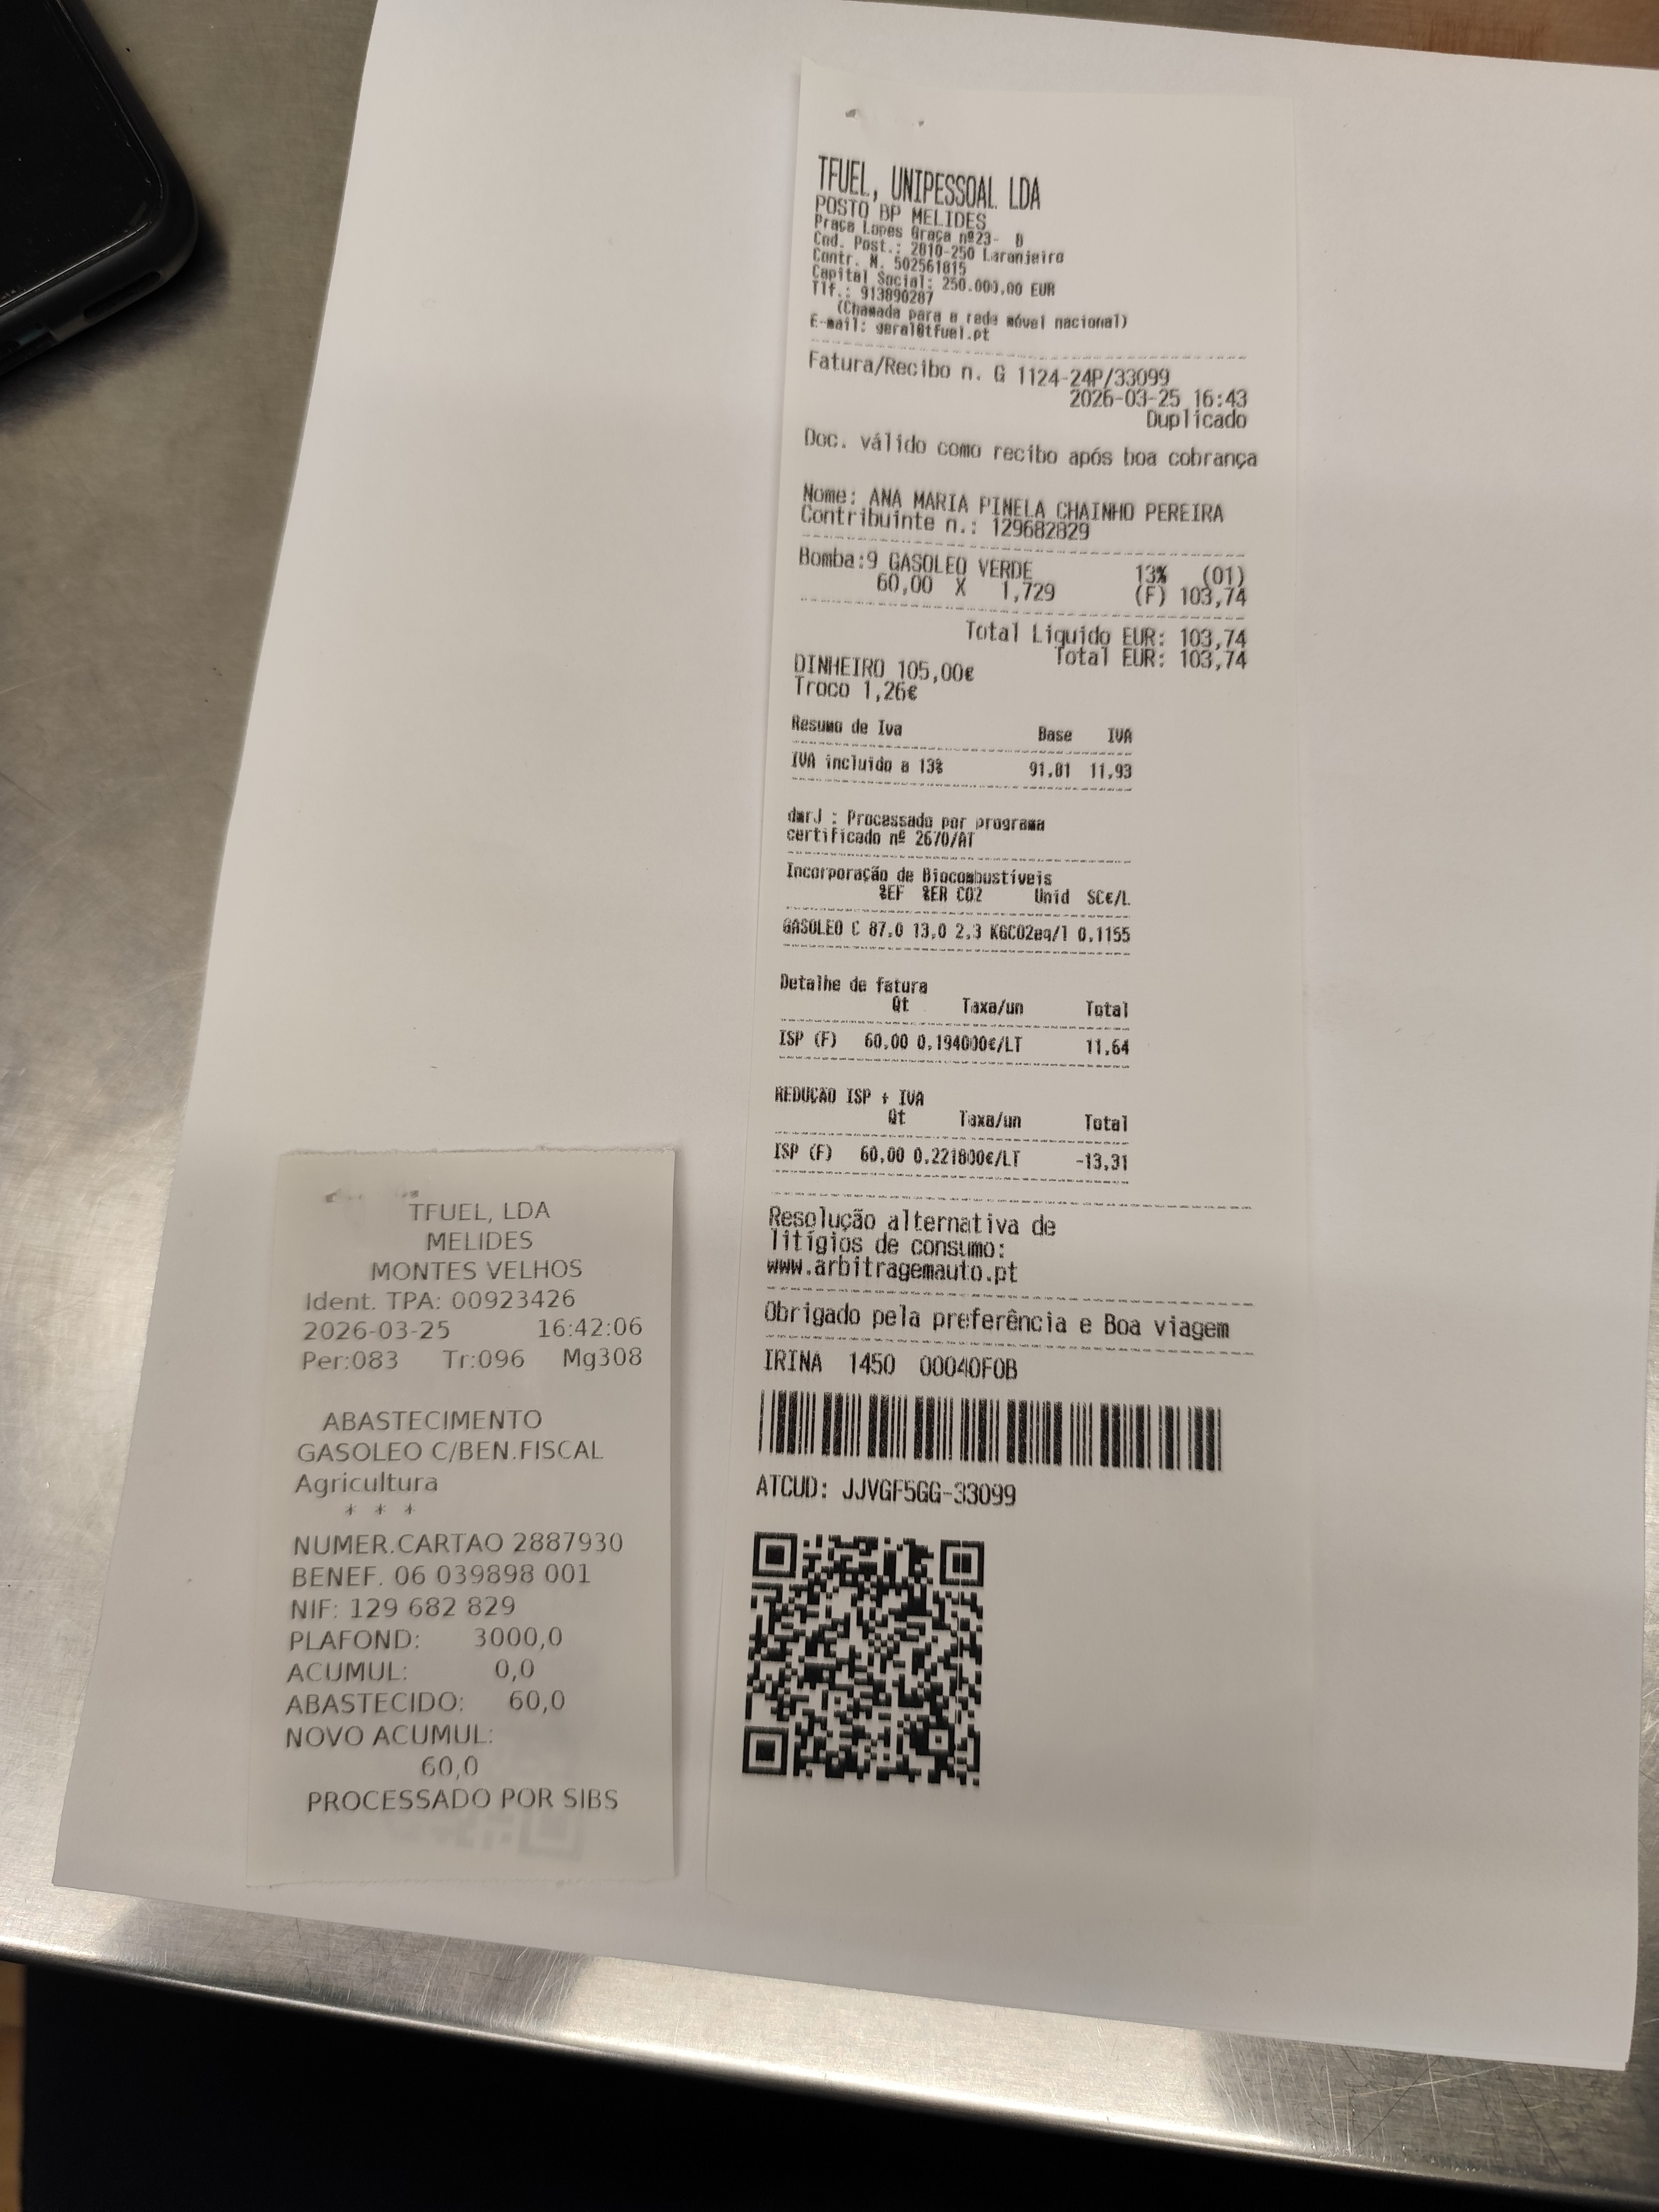 TFUEL, UNIPESSOAL LDA
POSTO BP MELIDES
Praça Lopes Graça nº23- B
Cod. Post.: 2810-250 Laranjeiro
Contr. N. 502561815
Capital Social: 250.000,00 EUR
Tlf.: 913890287
(Chamada para a rede móvel nacional)
E-mail: geral@tfuel.pt
Fatura/Recibo n. G 1124-24P/33099
2026-03-25 16:43
Duplicado
Doc. válido como recibo após boa cobrança
Nome: ANA MARIA PINELA CHAINHO PEREIRA
Contribuinte n.: 129682829
Bomba:9 GASOLEO VERDE 13% (01)
60,00 X 1,729 (F) 103,74
Total Liquido EUR: 103,74
Total EUR: 103,74
DINHEIRO 105,00€
Troco 1,26€
Resumo de Iva Base IVA
IVA incluido a 13% 91,81 11,93
dmrJ : Processado por programa
certificado nº 2670/AT
Incorporação de Biocombustíveis
%EF %ER CO2 Unid SC€/L
GASOLEO C 87,0 13,0 2,3 KGCO2eq/l 0,1155
Detalhe de fatura
Qt Taxa/un Total
ISP (F) 60,00 0,194000€/LT 11,64
REDUÇÃO ISP + IVA
Qt Taxa/un Total
ISP (F) 60,00 0,221800€/LT -13,31
Resolução alternativa de
litígios de consumo:
www.arbitragemauto.pt
Obrigado pela preferência e Boa viagem
IRINA 1450 00040F0B
ATCUD: JJVGF5GG-33099
TFUEL, LDA
MELIDES
MONTES VELHOS
Ident. TPA: 00923426
2026-03-25 16:42:06
Per:083 Tr:096 Mg308
ABASTECIMENTO
GASOLEO C/BEN.FISCAL
Agricultura
* * *
NUMER.CARTAO 2887930
BENEF. 06 039898 001
NIF: 129 682 829
PLAFOND: 3000,0
ACUMUL: 0,0
ABASTECIDO: 60,0
NOVO ACUMUL:
60,0
PROCESSADO POR SIBS